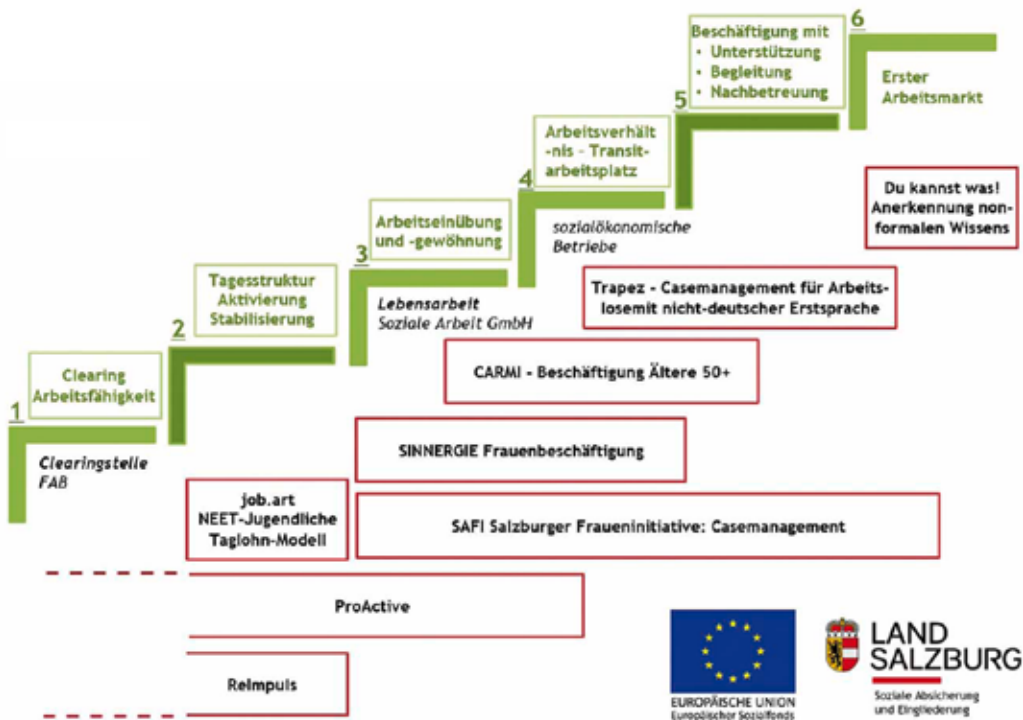 6
Beschäftigung mit
• Unterstützung
• Begleitung
• Nachbetreuung
Erster
Arbeitsmarkt
5
Arbeitsverhält
-nis - Transit-
arbeitsplatz
4
sozialökonomische
Betriebe
Du kannst was!
Anerkennung non-
formalen Wissens
Arbeitseinübung
und -gewöhnung
3
Lebensarbeit
Soziale Arbeit GmbH
Trapez - Casemanagement für Arbeits-
losemit nicht-deutscher Erstsprache
Tagesstruktur
Aktivierung
Stabilisierung
2
CARMI - Beschäftigung Ältere 50+
Clearing
Arbeitsfähigkeit
1
Clearingstelle
FAB
SINNERGIE Frauenbeschäftigung
job.art
NEET-Jugendliche
Taglohn-Modell
SAFI Salzburger Fraueninitiative: Casemanagement
ProActive
ReImpuls
EUROPÄISCHE UNION
Europäischer Sozialfonds
LAND
SALZBURG
Soziale Absicherung
und Eingliederung